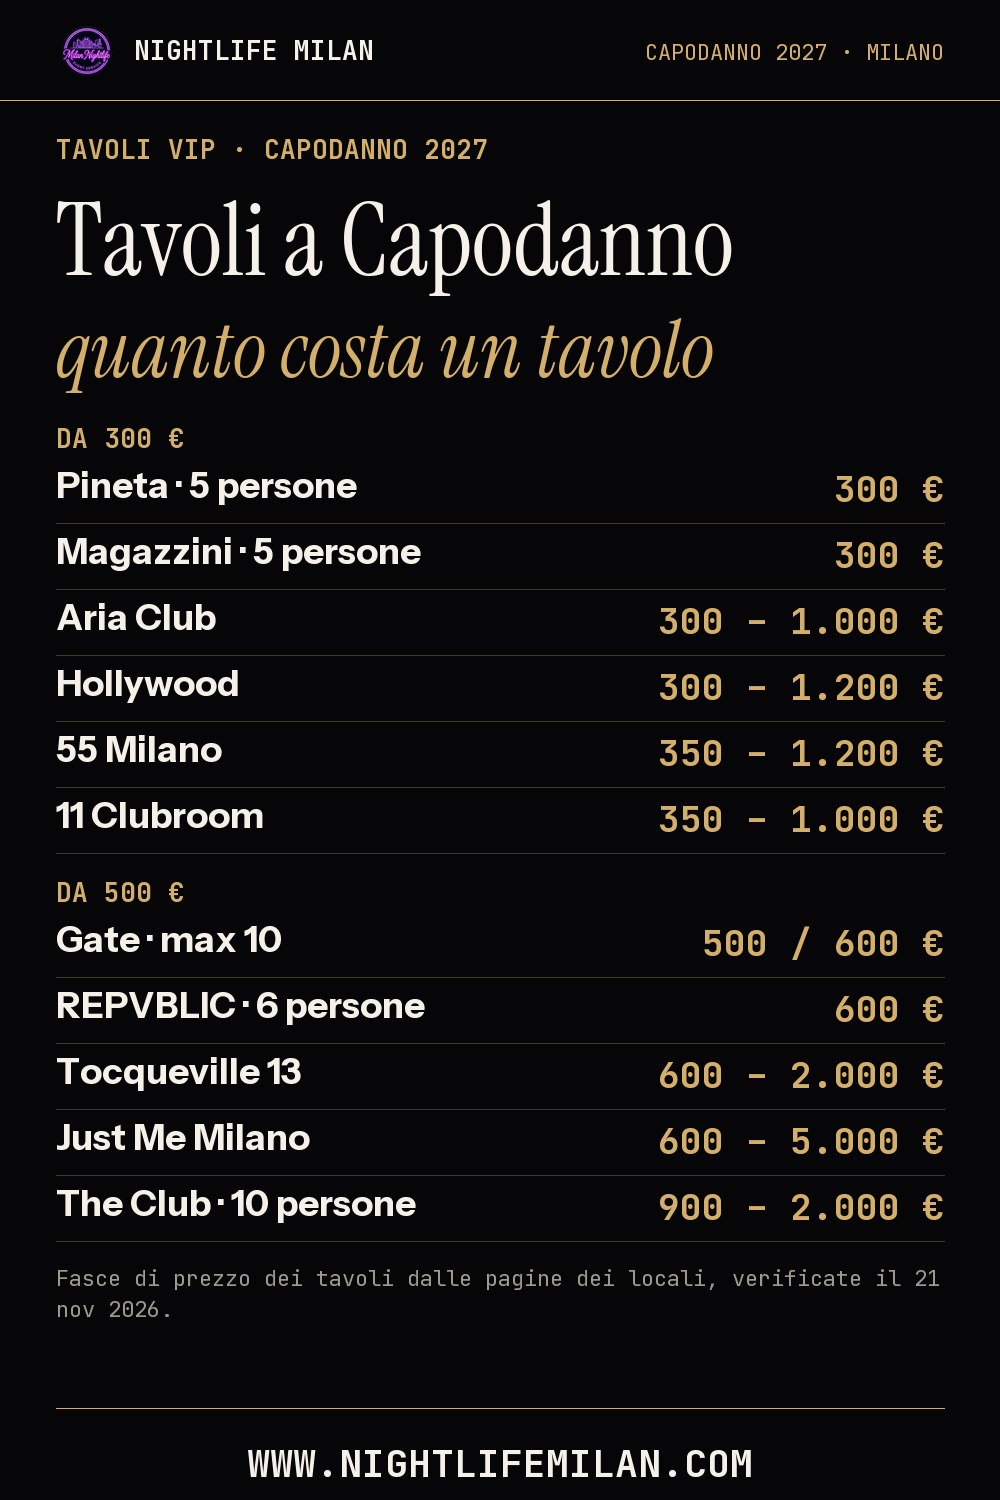 Milan Nightlife
NIGHTLIFE MILAN
CAPODANNO 2027 · MILANO
TAVOLI VIP · CAPODANNO 2027
Tavoli a Capodanno
quanto costa un tavolo
DA 300 €
Pineta · 5 persone 300 €
Magazzini · 5 persone 300 €
Aria Club 300 – 1.000 €
Hollywood 300 – 1.200 €
55 Milano 350 – 1.200 €
11 Clubroom 350 – 1.000 €
DA 500 €
Gate · max 10 500 / 600 €
REPVBLIC · 6 persone 600 €
Tocqueville 13 600 – 2.000 €
Just Me Milano 600 – 5.000 €
The Club · 10 persone 900 – 2.000 €
Fasce di prezzo dei tavoli dalle pagine dei locali, verificate il 21
nov 2026.
WWW.NIGHTLIFEMILAN.COM